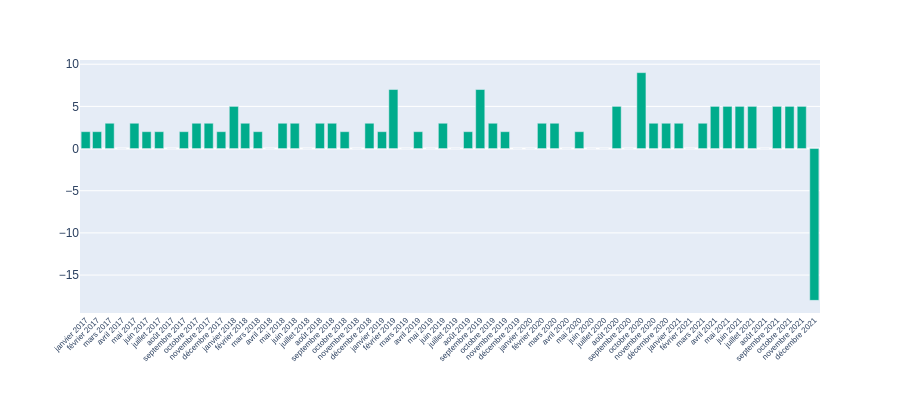 10
5
0
−5
−10
−15
janvier 2017
février 2017
mars 2017
avril 2017
mai 2017
juin 2017
juillet 2017
août 2017
septembre 2017
octobre 2017
novembre 2017
décembre 2017
janvier 2018
février 2018
mars 2018
avril 2018
mai 2018
juin 2018
juillet 2018
août 2018
septembre 2018
octobre 2018
novembre 2018
décembre 2018
janvier 2019
février 2019
mars 2019
avril 2019
mai 2019
juin 2019
juillet 2019
août 2019
septembre 2019
octobre 2019
novembre 2019
décembre 2019
janvier 2020
février 2020
mars 2020
avril 2020
mai 2020
juin 2020
juillet 2020
août 2020
septembre 2020
octobre 2020
novembre 2020
décembre 2020
janvier 2021
février 2021
mars 2021
avril 2021
mai 2021
juin 2021
juillet 2021
août 2021
septembre 2021
octobre 2021
novembre 2021
décembre 2021